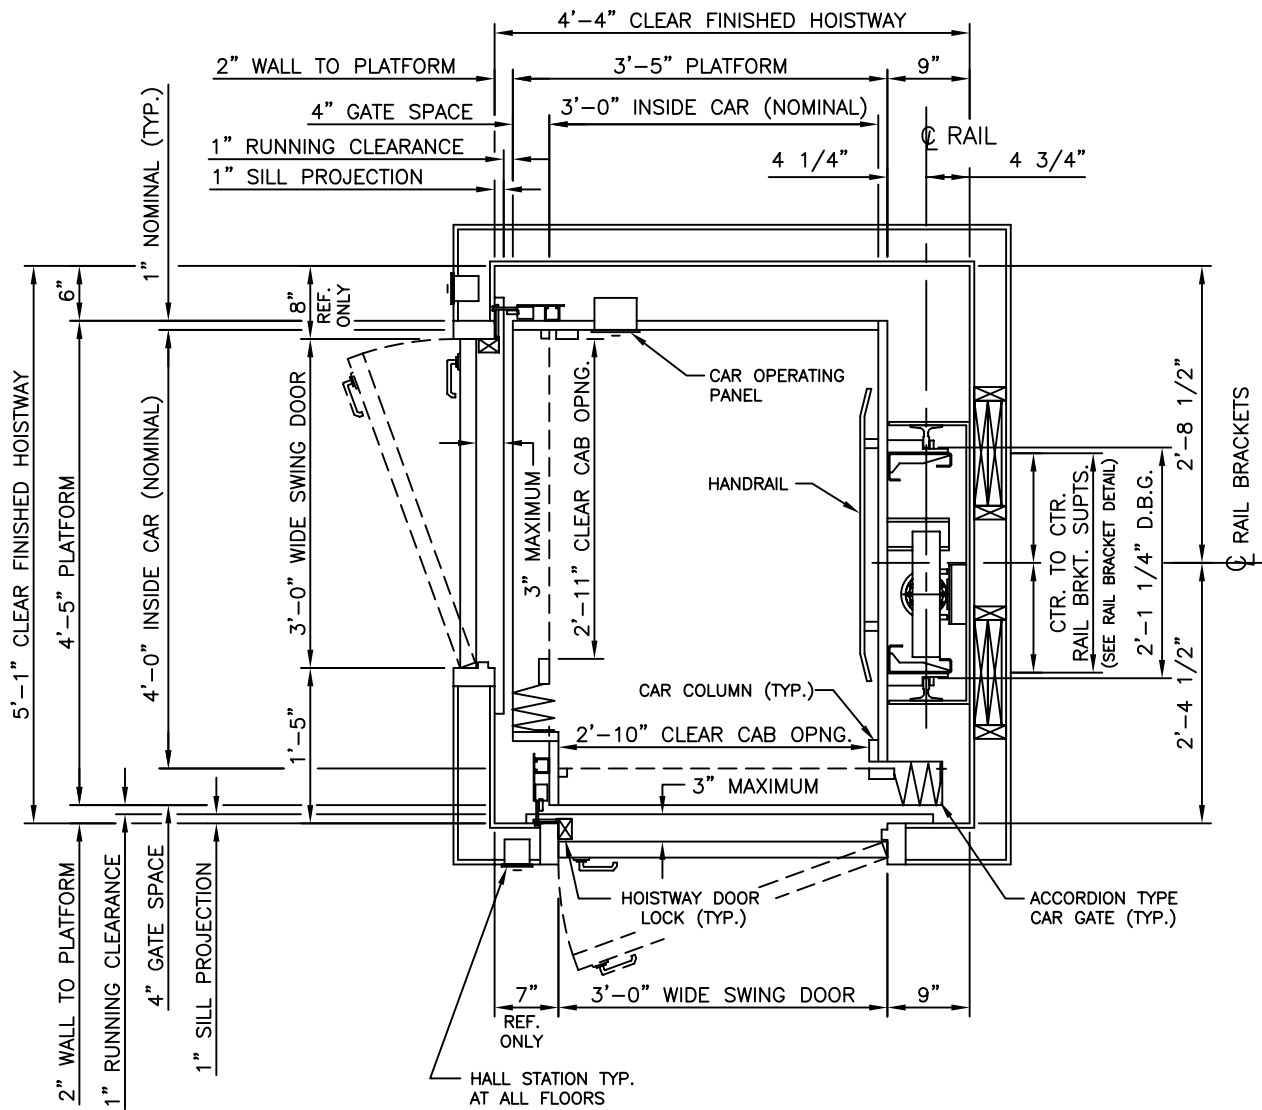 4'-4" CLEAR FINISHED HOISTWAY
2" WALL TO PLATFORM
3'-5" PLATFORM
9"
4" GATE SPACE
3'-0" INSIDE CAR (NOMINAL)
1" RUNNING CLEARANCE
1" SILL PROJECTION
℄ RAIL
4 1/4"
4 3/4"
1" NOMINAL (TYP.)
6"
8"
REF.
ONLY
5'-1" CLEAR FINISHED HOISTWAY
4'-5" PLATFORM
4'-0" INSIDE CAR (NOMINAL)
3'-0" WIDE SWING DOOR
1'-5"
3" MAXIMUM
2'-11" CLEAR CAB OPNG.
CAR OPERATING
PANEL
HANDRAIL
CAR COLUMN (TYP.)
2'-10" CLEAR CAB OPNG.
3" MAXIMUM
CTR. TO CTR.
RAIL BRKT. SUPTS.
(SEE RAIL BRACKET DETAIL)
2'-1 1/4" D.B.G.
2'-8 1/2"
2'-4 1/2"
℄ RAIL BRACKETS
2" WALL TO PLATFORM
1" RUNNING CLEARANCE
4" GATE SPACE
1" SILL PROJECTION
HOISTWAY DOOR
LOCK (TYP.)
ACCORDION TYPE
CAR GATE (TYP.)
7"
REF.
ONLY
3'-0" WIDE SWING DOOR
9"
HALL STATION TYP.
AT ALL FLOORS